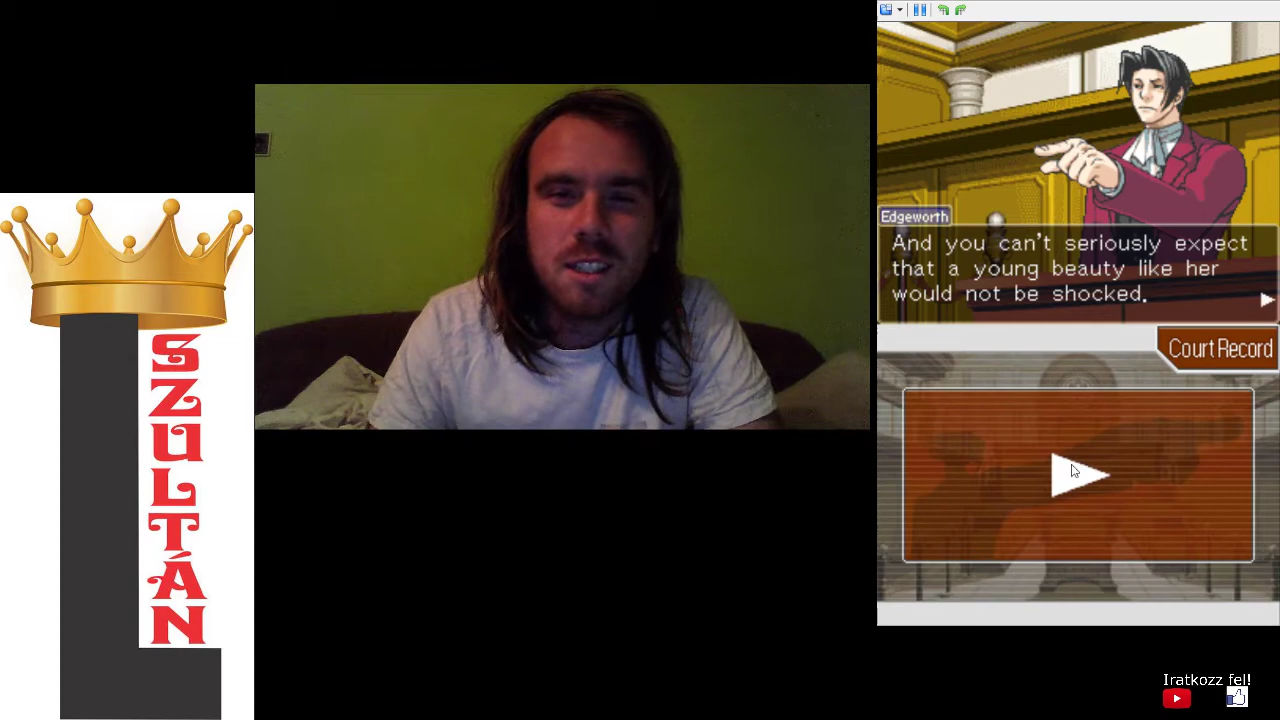 L
SZULTÁN
Edgeworth
And you can't seriously expect
that a young beauty like her
would not be shocked.
Court Record
Iratkozz fel!